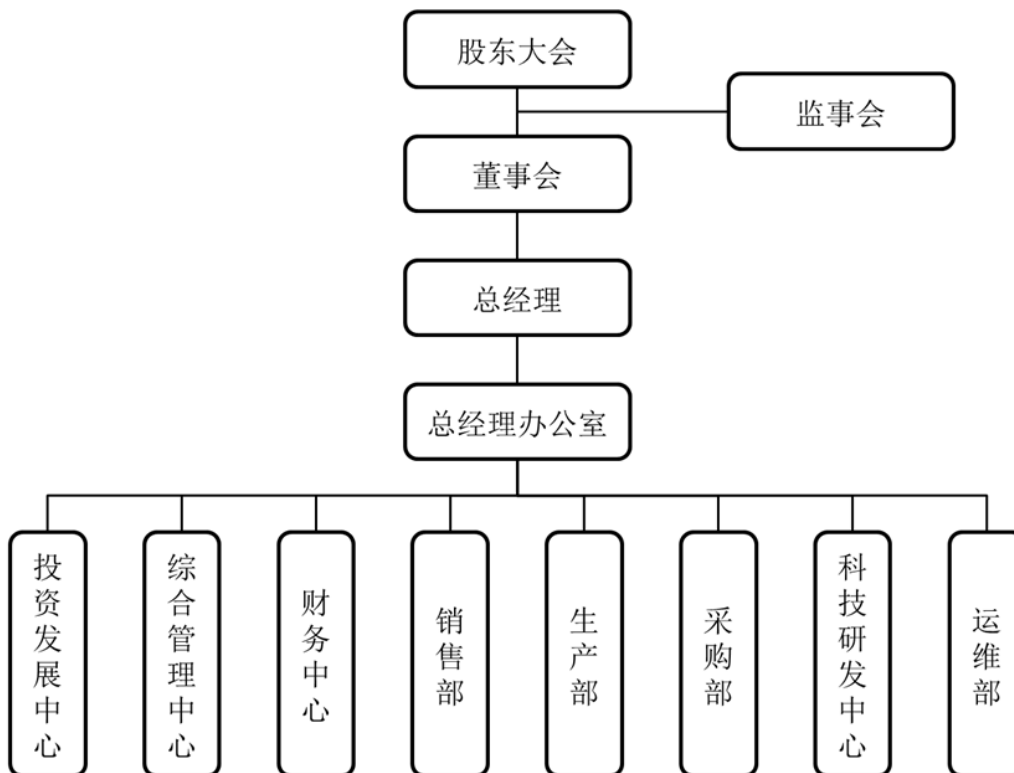 股东大会
监事会
董事会
总经理
总经理办公室
投资发展中心
综合管理中心
财务中心
销售部
生产部
采购部
科技研发中心
运维部